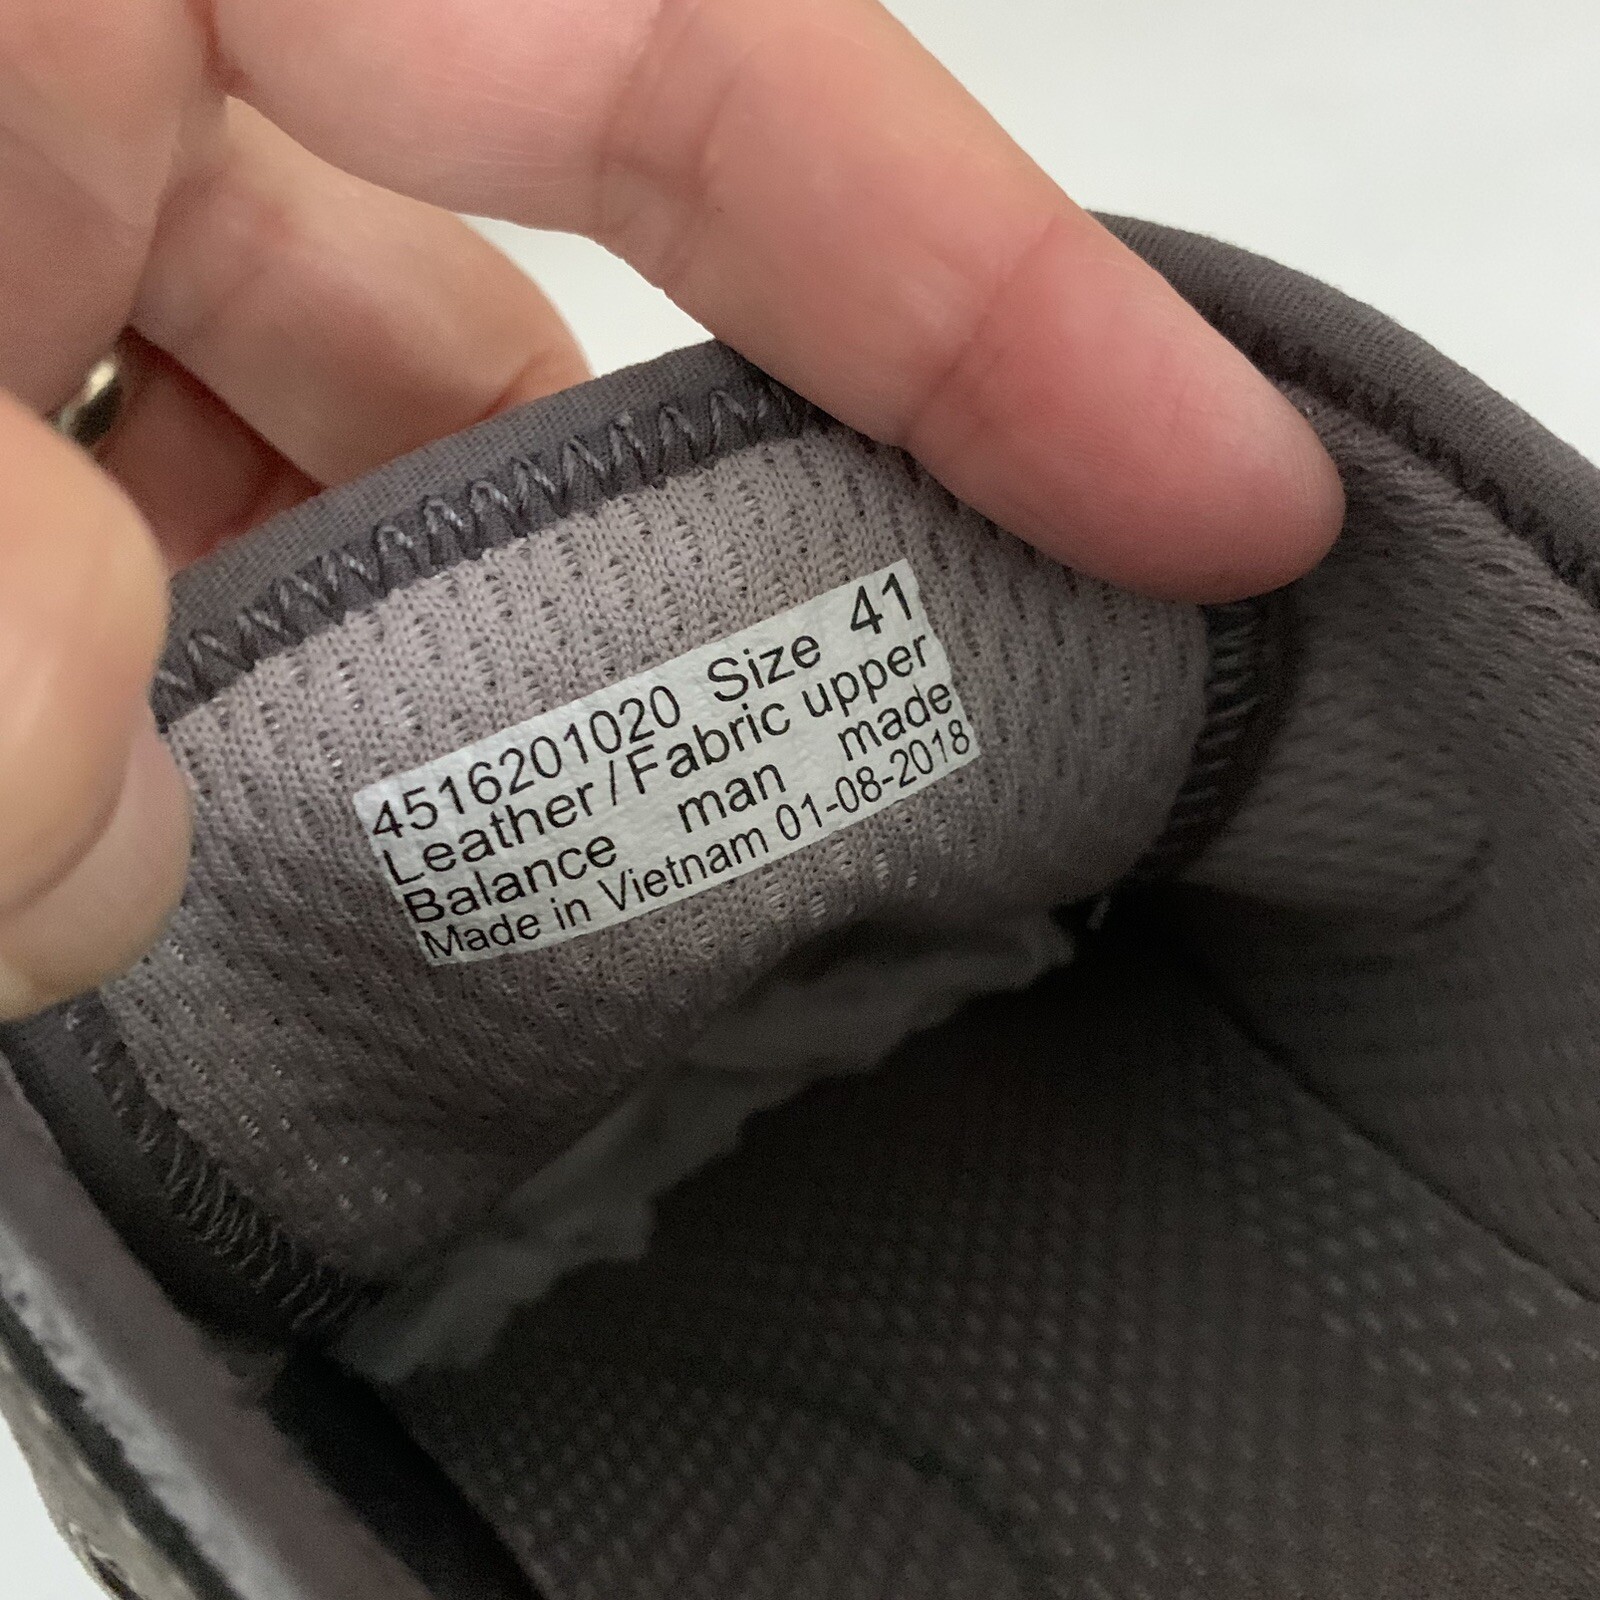 4516201020 Size 41
Leather/Fabric upper
Balance man made
Made in Vietnam 01-08-2018